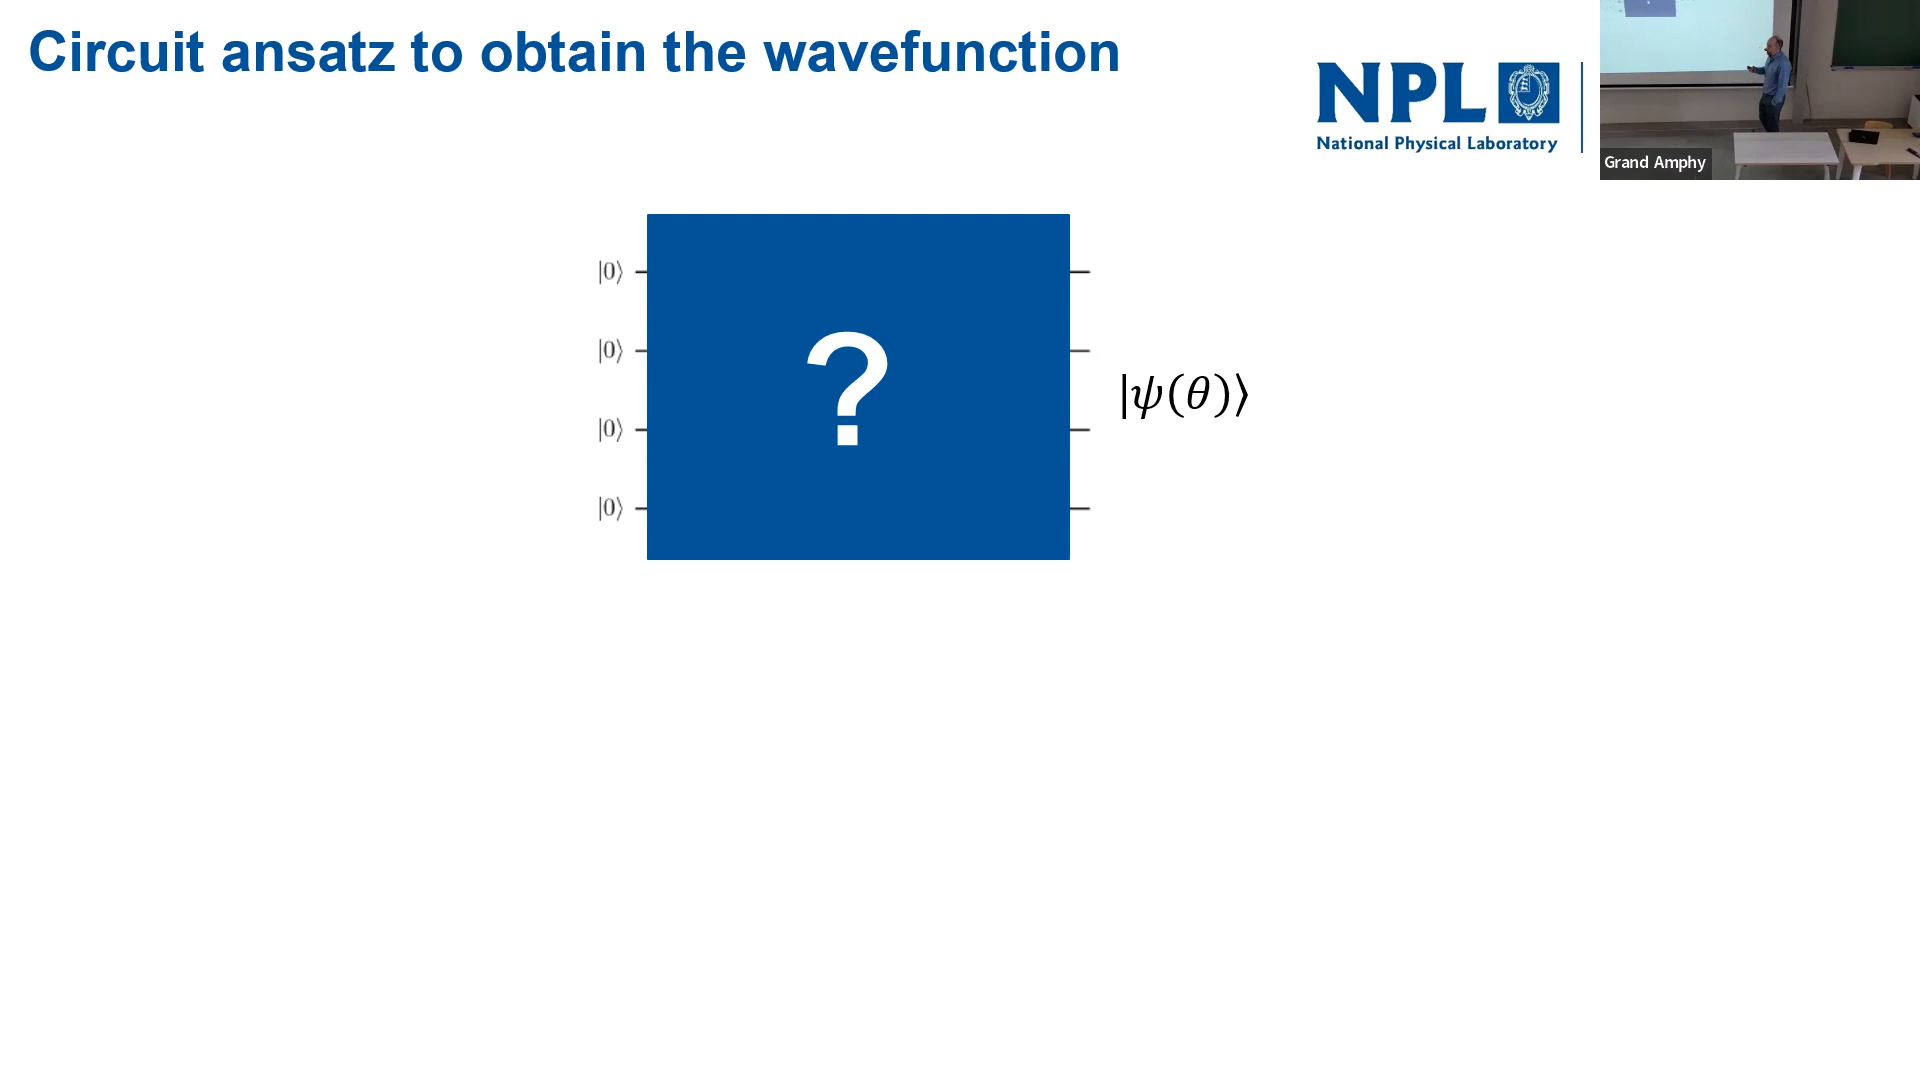 Circuit ansatz to obtain the wavefunction
NPL
National Physical Laboratory
Grand Amphy
|0⟩
|0⟩
?
|ψ(θ)⟩
|0⟩
|0⟩